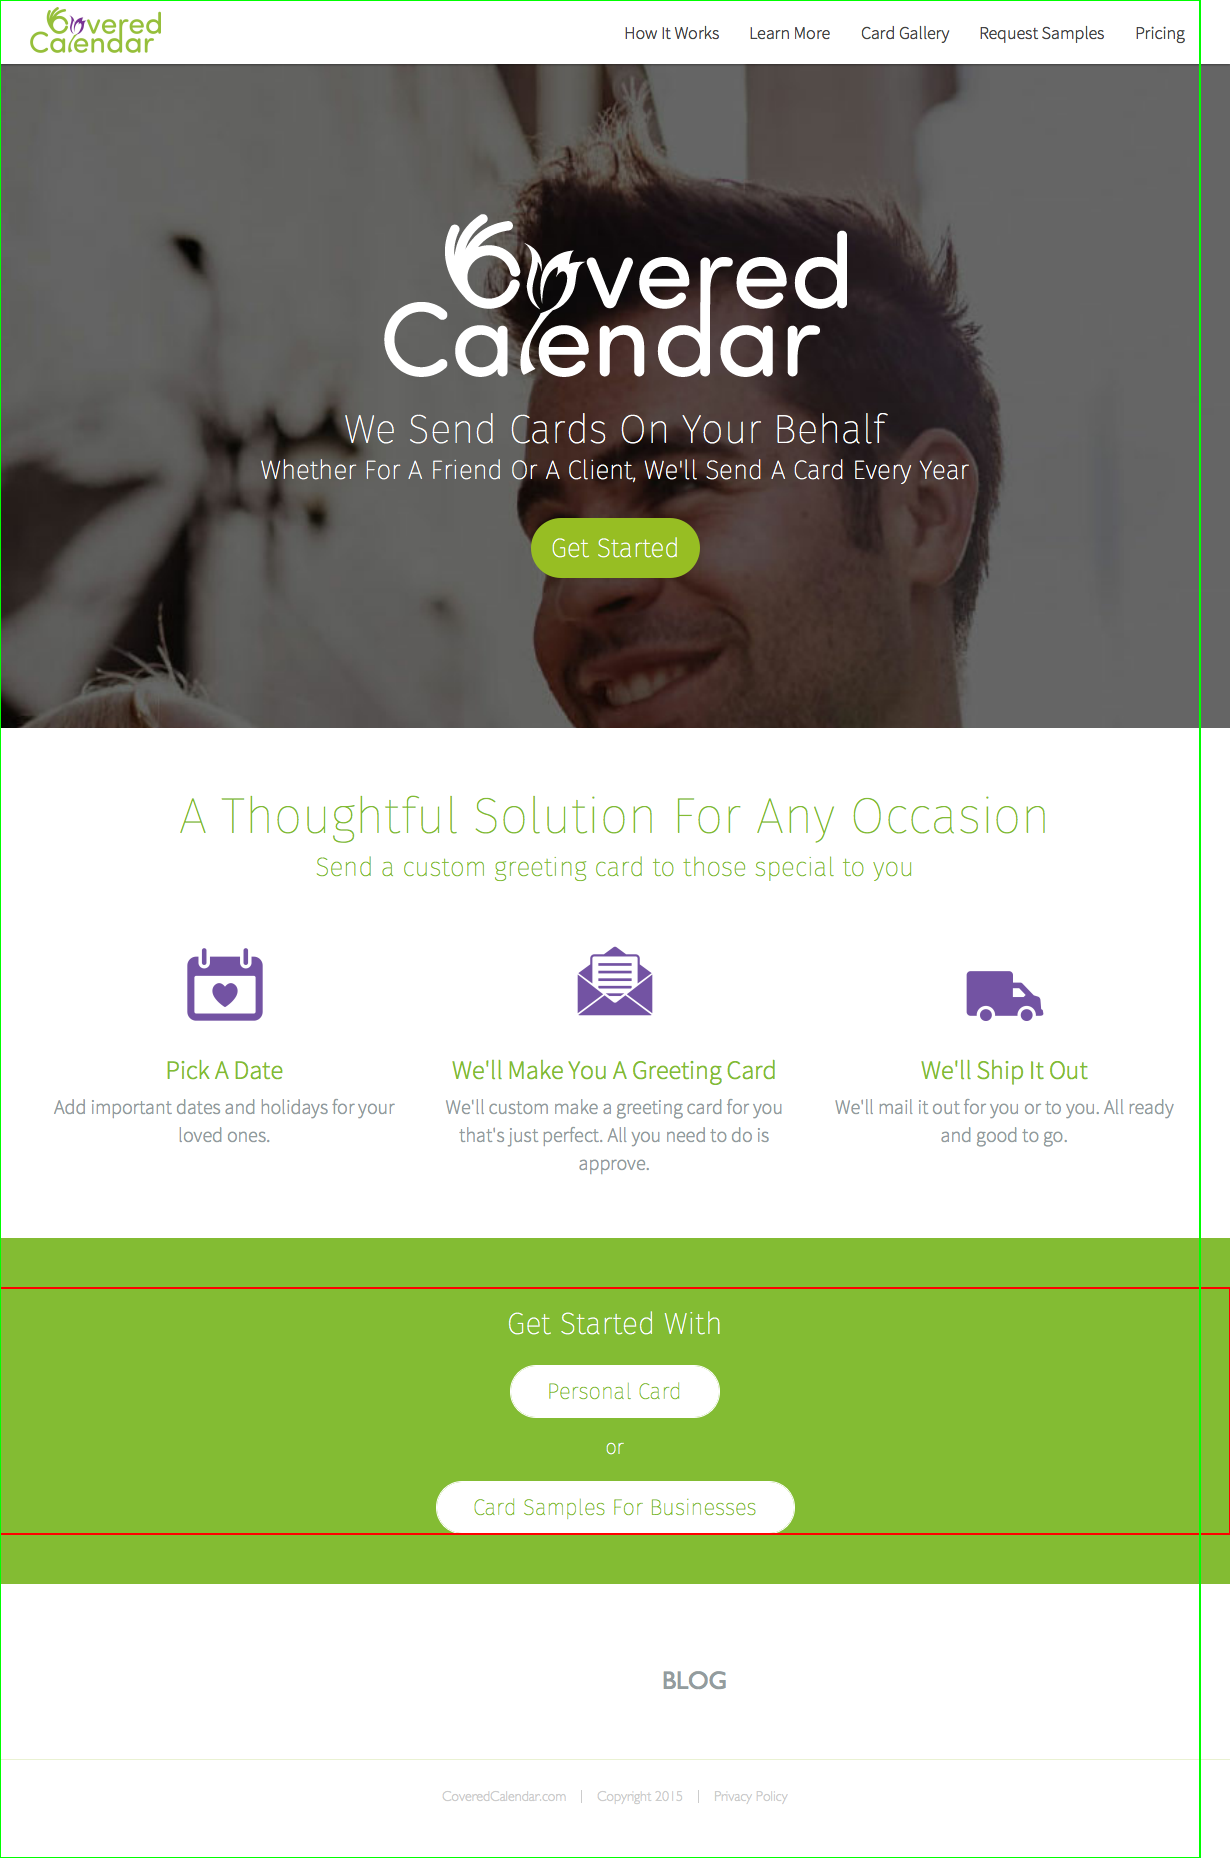 Covered
Calendar
How It Works
Learn More
Card Gallery
Request Samples
Pricing
Covered
Calendar
We Send Cards On Your Behalf
Whether For A Friend Or A Client, We'll Send A Card Every Year
Get Started
A Thoughtful Solution For Any Occasion
Send a custom greeting card to those special to you
Pick A Date
Add important dates and holidays for your
loved ones.
We'll Make You A Greeting Card
We'll custom make a greeting card for you
that's just perfect. All you need to do is
approve.
We'll Ship It Out
We'll mail it out for you or to you. All ready
and good to go.
Get Started With
Personal Card
or
Card Samples For Businesses
BLOG
CoveredCalendar.com | Copyright 2015 | Privacy Policy